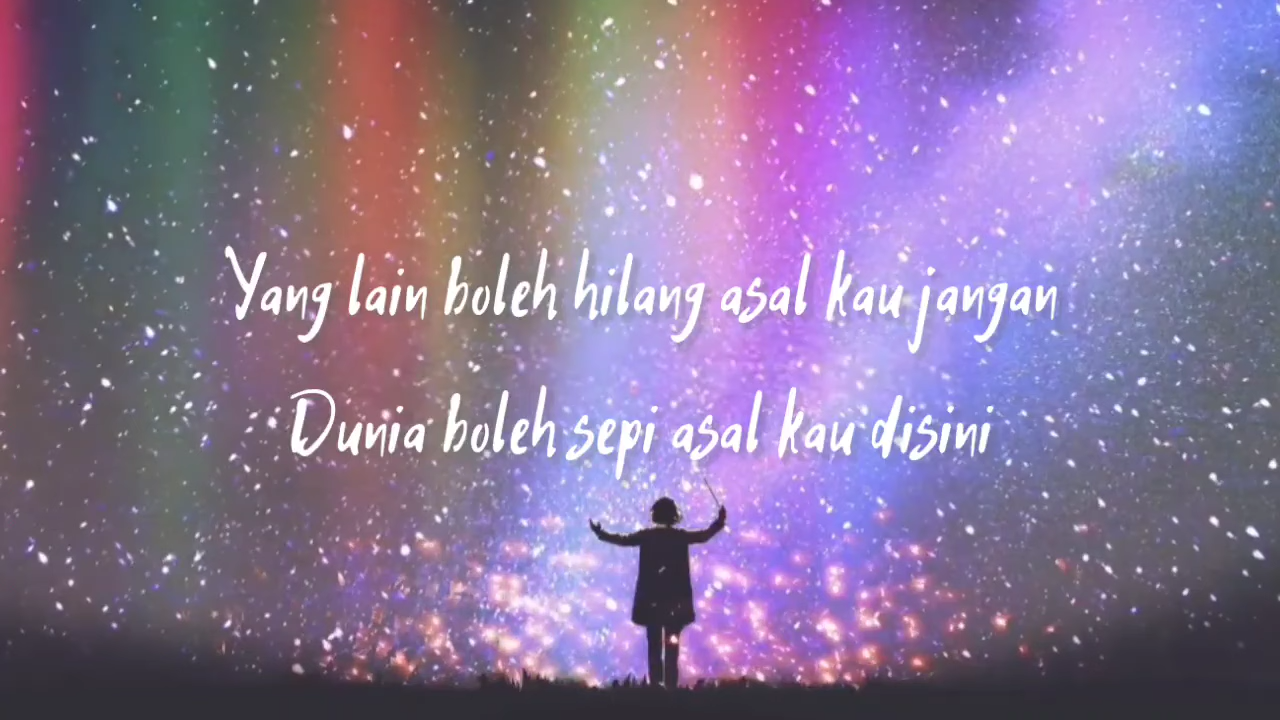 Yang lain boleh hilang asal kau jangan
Dunia boleh sepi asal kau disini